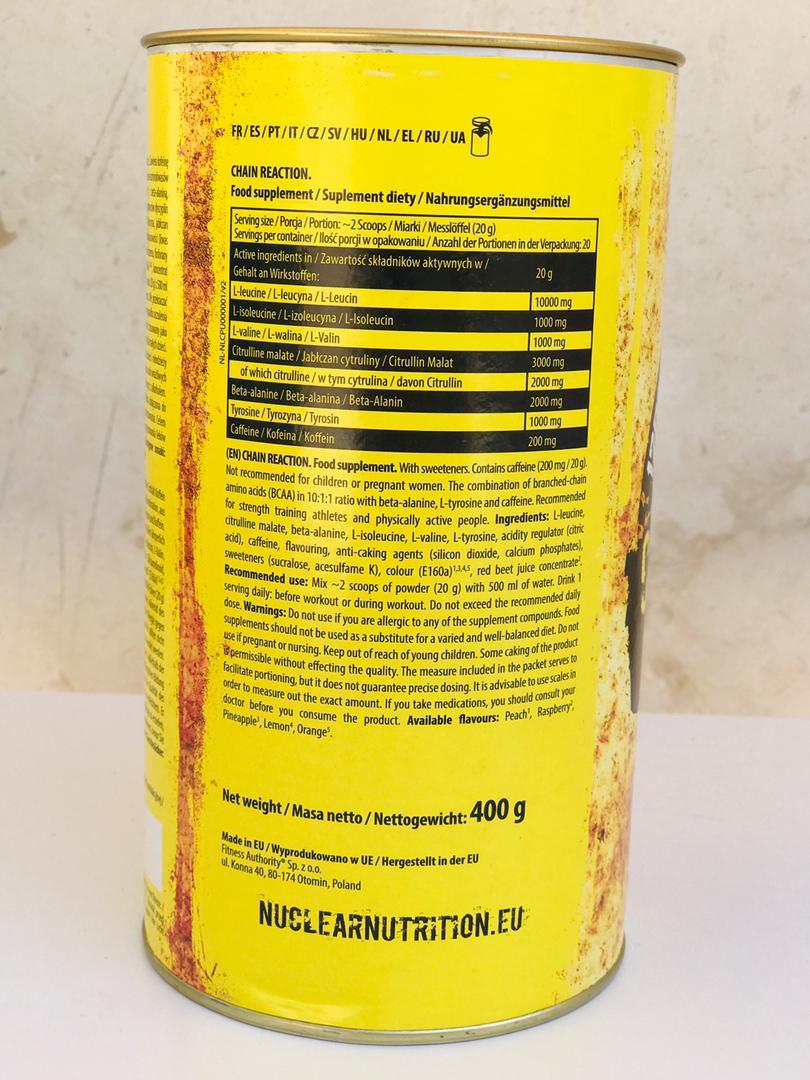 FR/ES/PT/IT/CZ/SV/HU/NL/EL/RU/UA
CHAIN REACTION.
Food supplement / Suplement diety / Nahrungsergänzungsmittel
Serving size / Porcja / Portion: ~2 Scoops / Miarki / Messlöffel (20 g)
Servings per container / Ilość porcji w opakowaniu / Anzahl der Portionen in der Verpackung: 20
Active ingredients in / Zawartość składników aktywnych w /
Gehalt an Wirkstoffen: 20 g
L-leucine / L-leucyna / L-Leucin 10000 mg
L-isoleucine / L-izoleucyna / L-Isoleucin 1000 mg
L-valine / L-walina / L-Valin 1000 mg
Citrulline malate / Jabłczan cytruliny / Citrullin Malat 3000 mg
of which citrulline / w tym cytrulina / davon Citrullin 2000 mg
Beta-alanine / Beta-alanina / Beta-Alanin 2000 mg
Tyrosine / Tyrozyna / Tyrosin 1000 mg
Caffeine / Kofeina / Koffein 200 mg
NL-NLCPU000001/V2
(EN) CHAIN REACTION. Food supplement. With sweeteners. Contains caffeine (200 mg / 20 g).
Not recommended for children or pregnant women. The combination of branched-chain
amino acids (BCAA) in 10:1:1 ratio with beta-alanine, L-tyrosine and caffeine. Recommended
for strength training athletes and physically active people. Ingredients: L-leucine,
citrulline malate, beta-alanine, L-isoleucine, L-valine, L-tyrosine, acidity regulator (citric
acid), caffeine, flavouring, anti-caking agents (silicon dioxide, calcium phosphates),
sweeteners (sucralose, acesulfame K), colour (E160a)¹,³,⁴,⁵, red beet juice concentrate².
Recommended use: Mix ~2 scoops of powder (20 g) with 500 ml of water. Drink 1
serving daily: before workout or during workout. Do not exceed the recommended daily
dose. Warnings: Do not use if you are allergic to any of the supplement compounds. Food
supplements should not be used as a substitute for a varied and well-balanced diet. Do not
use if pregnant or nursing. Keep out of reach of young children. Some caking of the product
is permissible without effecting the quality. The measure included in the packet serves to
facilitate portioning, but it does not guarantee precise dosing. It is advisable to use scales in
order to measure out the exact amount. If you take medications, you should consult your
doctor before you consume the product. Available flavours: Peach¹, Raspberry²,
Pineapple³, Lemon⁴, Orange⁵.
Net weight / Masa netto / Nettogewicht: 400 g
Made in EU / Wyprodukowano w UE / Hergestellt in der EU
Fitness Authority® Sp. z o.o.
ul. Konna 40, 80-174 Otomin, Poland
NUCLEARNUTRITION.EU